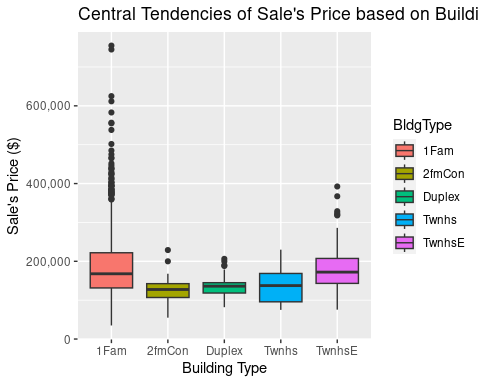 Central Tendencies of Sale's Price based on Buildi
Sale's Price ($)
600,000
400,000
200,000
0
1Fam 2fmCon Duplex Twnhs TwnhsE
Building Type
BldgType
1Fam
2fmCon
Duplex
Twnhs
TwnhsE